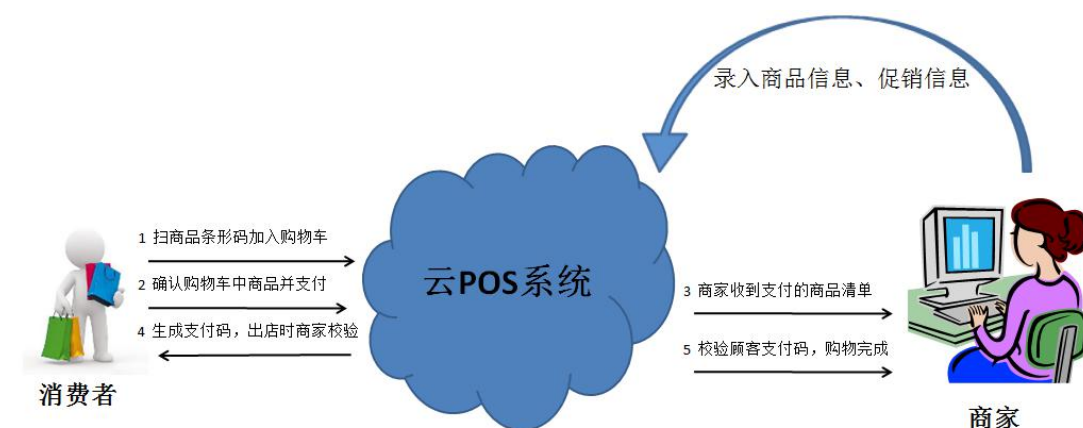 录入商品信息、促销信息
1 扫商品条形码加入购物车
2 确认购物车中商品并支付
4 生成支付码，出店时商家校验
消费者
云POS系统
3 商家收到支付的商品清单
5 校验顾客支付码，购物完成
商家